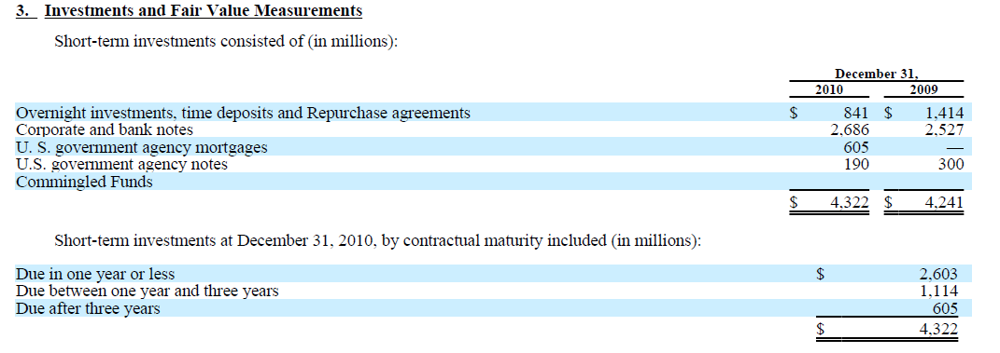 3. Investments and Fair Value Measurements
Short-term investments consisted of (in millions):
December 31,
2010 2009
Overnight investments, time deposits and Repurchase agreements $ 841 $ 1,414
Corporate and bank notes 2,686 2,527
U. S. government agency mortgages 605 —
U.S. government agency notes 190 300
Commingled Funds
$ 4,322 $ 4,241
Short-term investments at December 31, 2010, by contractual maturity included (in millions):
Due in one year or less $ 2,603
Due between one year and three years 1,114
Due after three years 605
$ 4,322